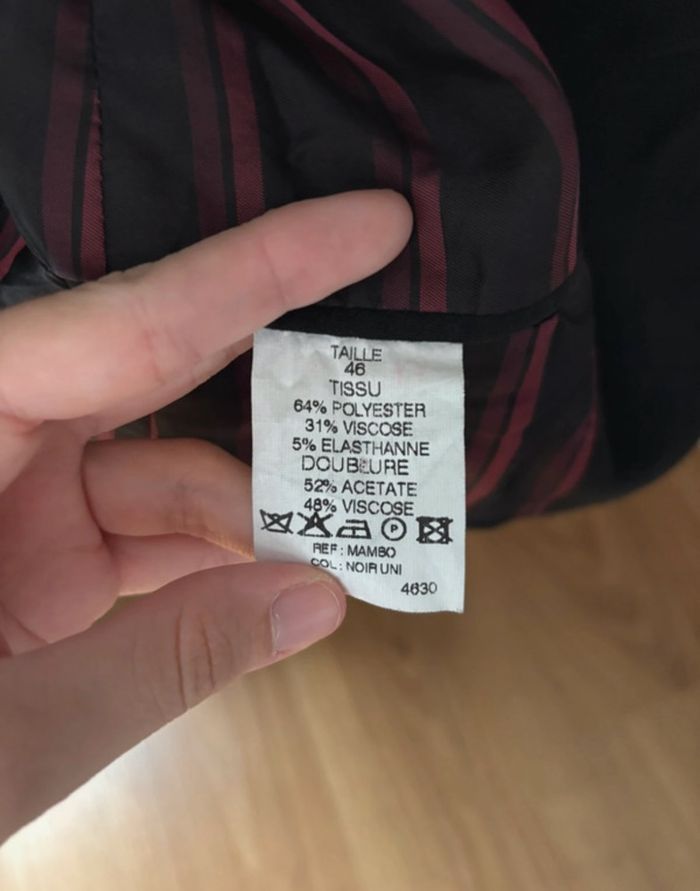 TAILLE
46
TISSU
64% POLYESTER
31% VISCOSE
5% ELASTHANNE
DOUBLURE
52% ACETATE
48% VISCOSE
P
REF : MAMBO
COL : NOIR UNI
4630